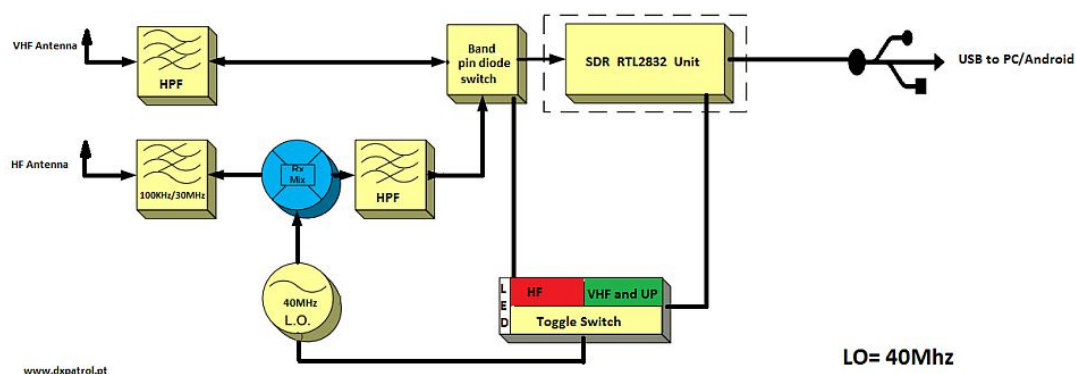 VHF Antenna
HPF
Band
pin diode
switch
SDR RTL2832 Unit
USB to PC/Android
HF Antenna
100KHz/30MHz
Rx
Mix
HPF
40MHz
L.O.
LED
HF
VHF and UP
Toggle Switch
LO= 40Mhz
www.dxpatrol.pt